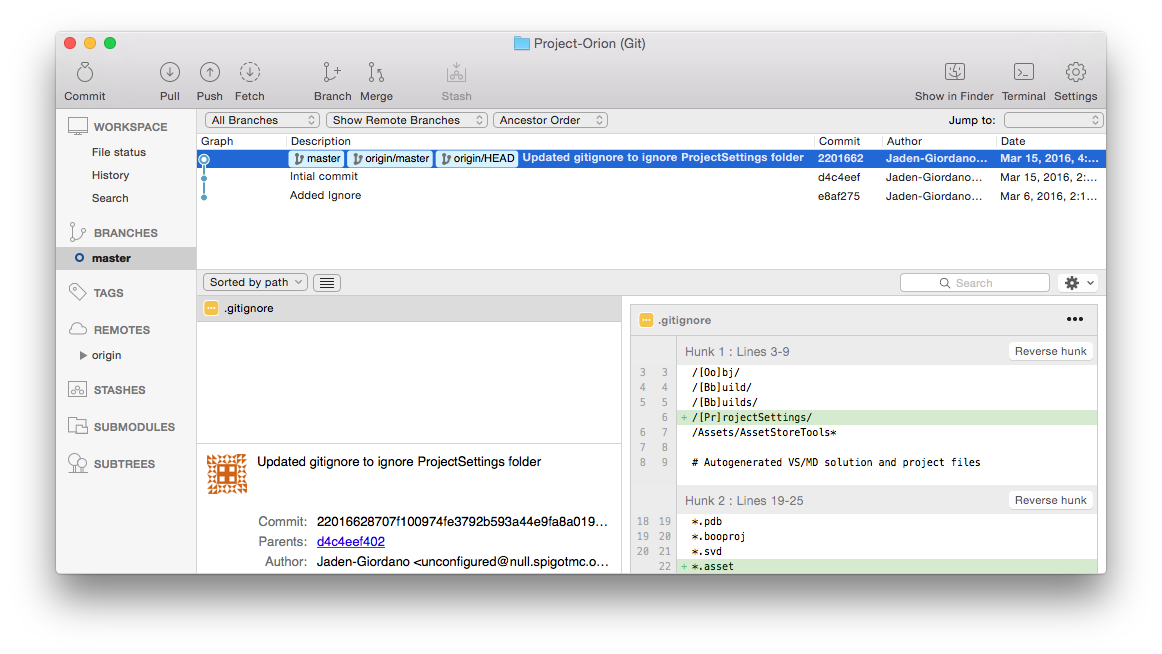 Project-Orion (Git)
Commit Pull Push Fetch Branch Merge Stash Show in Finder Terminal Settings
All Branches Show Remote Branches Ancestor Order Jump to:
Graph Description Commit Author Date
master origin/master origin/HEAD Updated gitignore to ignore ProjectSettings folder 2201662 Jaden-Giordano... Mar 15, 2016, 4:...
Intial commit d4c4eef Jaden-Giordano... Mar 15, 2016, 2:...
Added Ignore e8af275 Jaden-Giordano... Mar 6, 2016, 2:1...
WORKSPACE
File status
History
Search
BRANCHES
master
TAGS
REMOTES
origin
STASHES
SUBMODULES
SUBTREES
Sorted by path Search
.gitignore
Updated gitignore to ignore ProjectSettings folder
Commit: 22016628707f100974fe3792b593a44e9fa8a019...
Parents: d4c4eef402
Author: Jaden-Giordano <unconfigured@null.spigotmc.o...
.gitignore
Hunk 1 : Lines 3-9 Reverse hunk
3 3 /[Oo]bj/
4 4 /[Bb]uild/
5 5 /[Bb]uilds/
6 + /[Pr]rojectSettings/
6 7 /Assets/AssetStoreTools*
7 8
8 9 # Autogenerated VS/MD solution and project files
Hunk 2 : Lines 19-25 Reverse hunk
18 19 *.pdb
19 20 *.booproj
20 21 *.svd
22 + *.asset